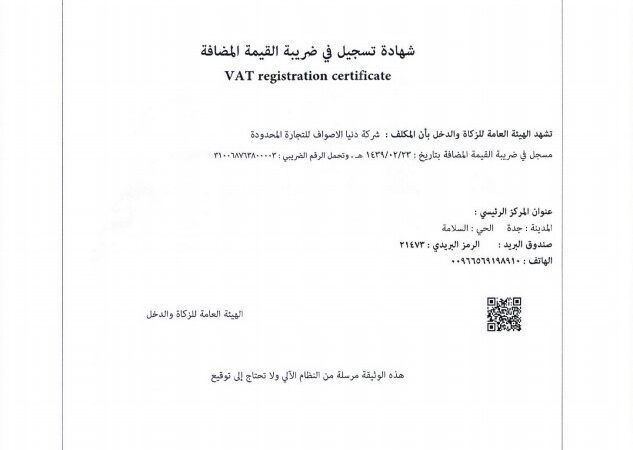 شهادة تسجيل في ضريبة القيمة المضافة
VAT registration certificate
تشهد الهيئة العامة للزكاة والدخل بأن المكلف : شركة دنيا الاصواف للتجارة المحدودة
مسجل في ضريبة القيمة المضافة بتاريخ : ١٤٣٩/٠٢/٢٣ هـ ، وتحمل الرقم الضريبي : ٣١٠٠٦٨٧٦٣٨٠٠٠٠٣
عنوان المركز الرئيسي :
المدينة : جدة الحي : السلامة
صندوق البريد : الرمز البريدي : ٢١٤٧٣
الهاتف : ٠٠٩٦٦٥٦٩١٩٨٩١٠
الهيئة العامة للزكاة والدخل
هذه الوثيقة مرسلة من النظام الآلي ولا تحتاج إلى توقيع